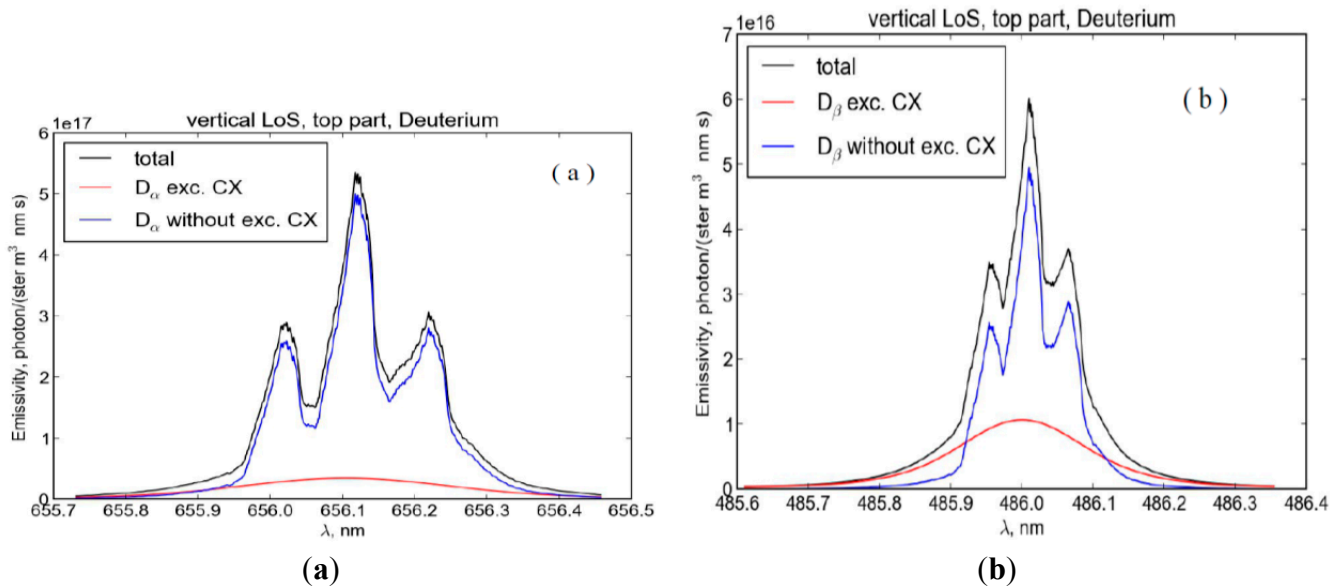 vertical LoS, top part, Deuterium
1e17
total
Dα exc. CX
Dα without exc. CX
( a )
Emissivity, photon/(ster m³ nm s)
6
5
4
3
2
1
0
655.7 655.8 655.9 656.0 656.1 656.2 656.3 656.4 656.5
λ, nm
(a)
vertical LoS, top part, Deuterium
1e16
total
Dβ exc. CX
Dβ without exc. CX
( b )
Emissivity, photon/(ster m³ nm s)
7
6
5
4
3
2
1
0
485.6 485.7 485.8 485.9 486.0 486.1 486.2 486.3 486.4
λ, nm
(b)